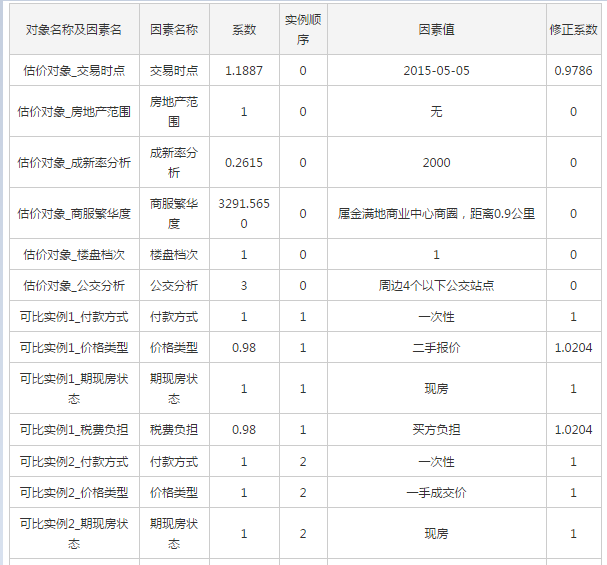 对象名称及因素名 因素名称 系数 实例顺序 因素值 修正系数
估价对象_交易时点 交易时点 1.1887 0 2015-05-05 0.9786
估价对象_房地产范围 房地产范围 1 0 无 0
估价对象_成新率分析 成新率分析 0.2615 0 2000 0
估价对象_商服繁华度 商服繁华度 3291.5650 0 属金满地商业中心商圈，距离0.9公里 0
估价对象_楼盘档次 楼盘档次 1 0 1 0
估价对象_公交分析 公交分析 3 0 周边4个以下公交站点 0
可比实例1_付款方式 付款方式 1 1 一次性 1
可比实例1_价格类型 价格类型 0.98 1 二手报价 1.0204
可比实例1_期现房状态 期现房状态 1 1 现房 1
可比实例1_税费负担 税费负担 0.98 1 买方负担 1.0204
可比实例2_付款方式 付款方式 1 2 一次性 1
可比实例2_价格类型 价格类型 1 2 一手成交价 1
可比实例2_期现房状态 期现房状态 1 2 现房 1